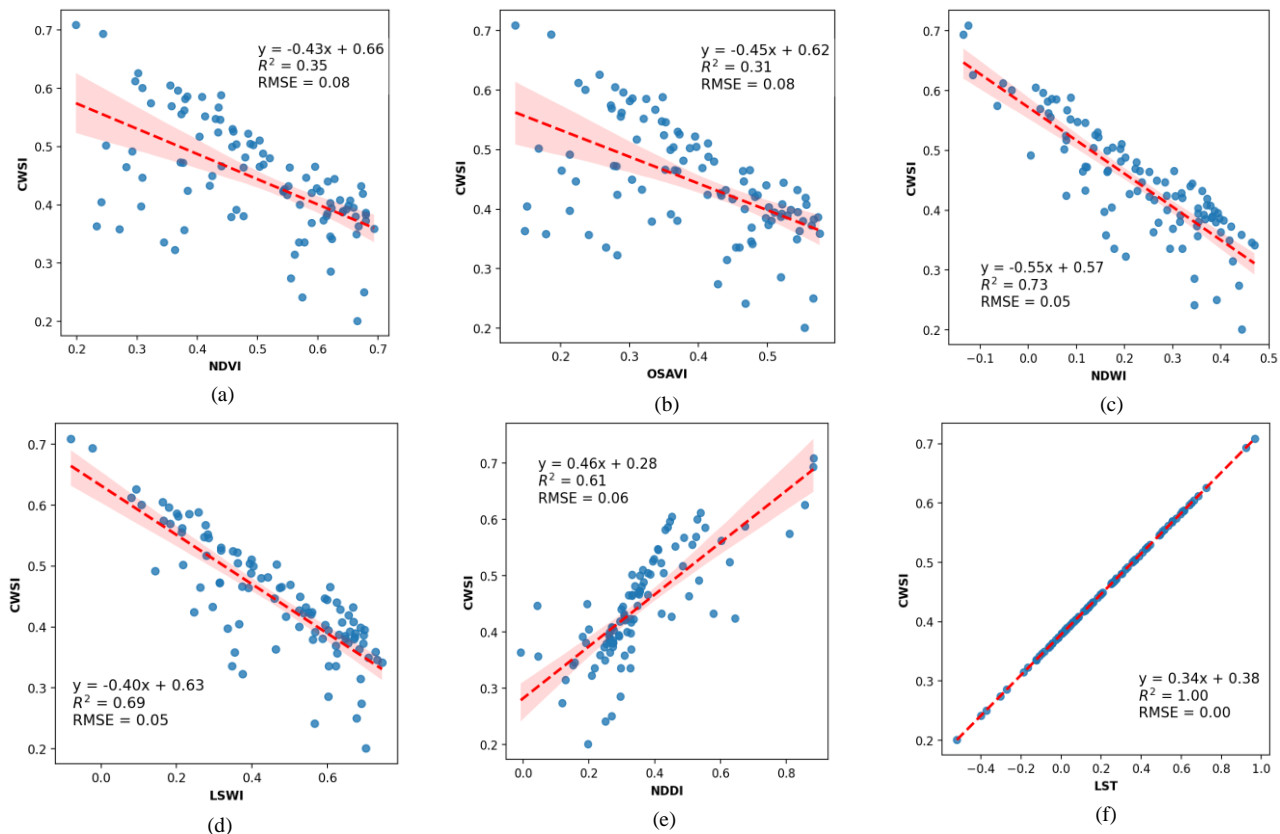 0.7
0.6
0.5
0.4
0.3
0.2
CWSI
y = -0.43x + 0.66
R² = 0.35
RMSE = 0.08
0.2 0.3 0.4 0.5 0.6 0.7
NDVI
(a)
0.7
0.6
0.5
0.4
0.3
0.2
CWSI
y = -0.45x + 0.62
R² = 0.31
RMSE = 0.08
0.2 0.3 0.4 0.5
OSAVI
(b)
0.7
0.6
0.5
0.4
0.3
0.2
CWSI
y = -0.55x + 0.57
R² = 0.73
RMSE = 0.05
−0.1 0.0 0.1 0.2 0.3 0.4 0.5
NDWI
(c)
0.7
0.6
0.5
0.4
0.3
0.2
CWSI
y = -0.40x + 0.63
R² = 0.69
RMSE = 0.05
0.0 0.2 0.4 0.6
LSWI
(d)
0.7
0.6
0.5
0.4
0.3
0.2
CWSI
y = 0.46x + 0.28
R² = 0.61
RMSE = 0.06
0.0 0.2 0.4 0.6 0.8
NDDI
(e)
0.7
0.6
0.5
0.4
0.3
0.2
CWSI
y = 0.34x + 0.38
R² = 1.00
RMSE = 0.00
−0.4 −0.2 0.0 0.2 0.4 0.6 0.8 1.0
LST
(f)